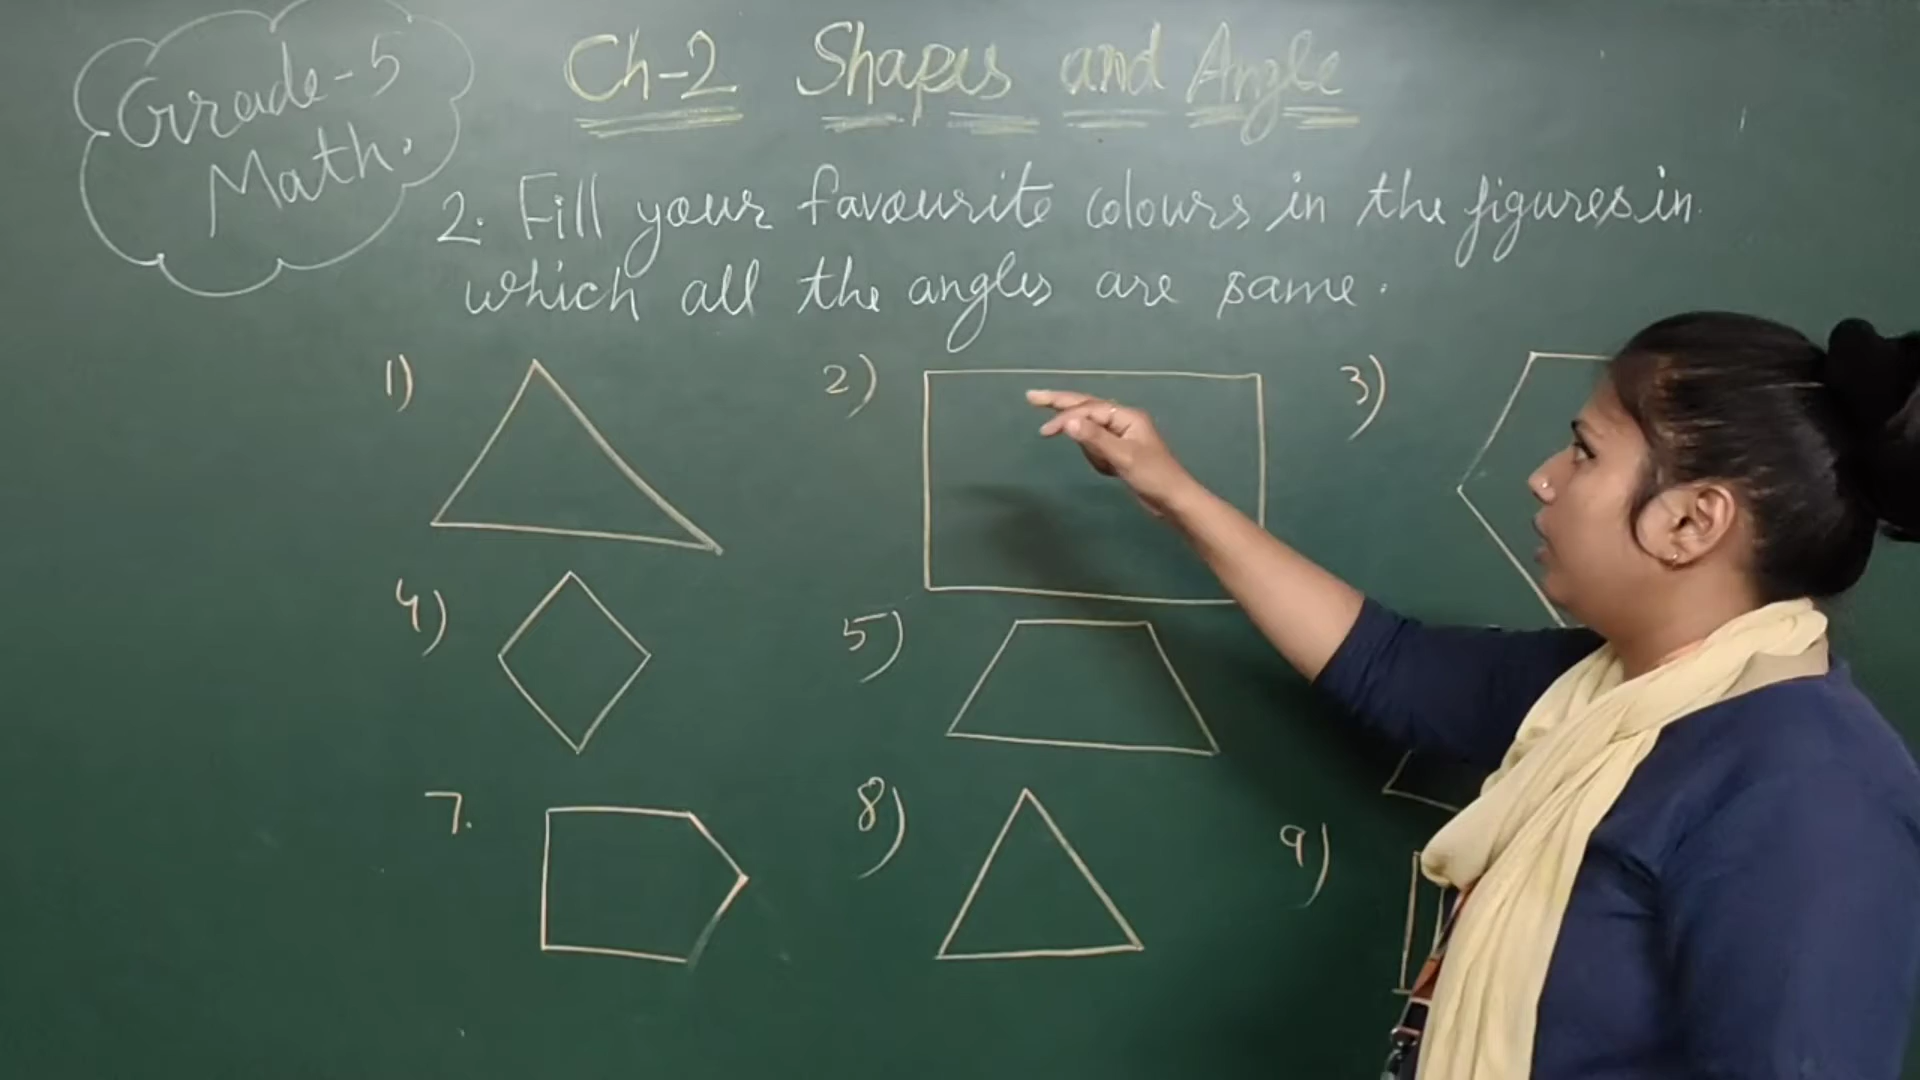 Grade-5
Math.
Ch-2 Shapes and Angle
2. Fill your favourite colours in the figures in
which all the angles are same.
1)
2)
3)
4)
5)
7.
8)
9)